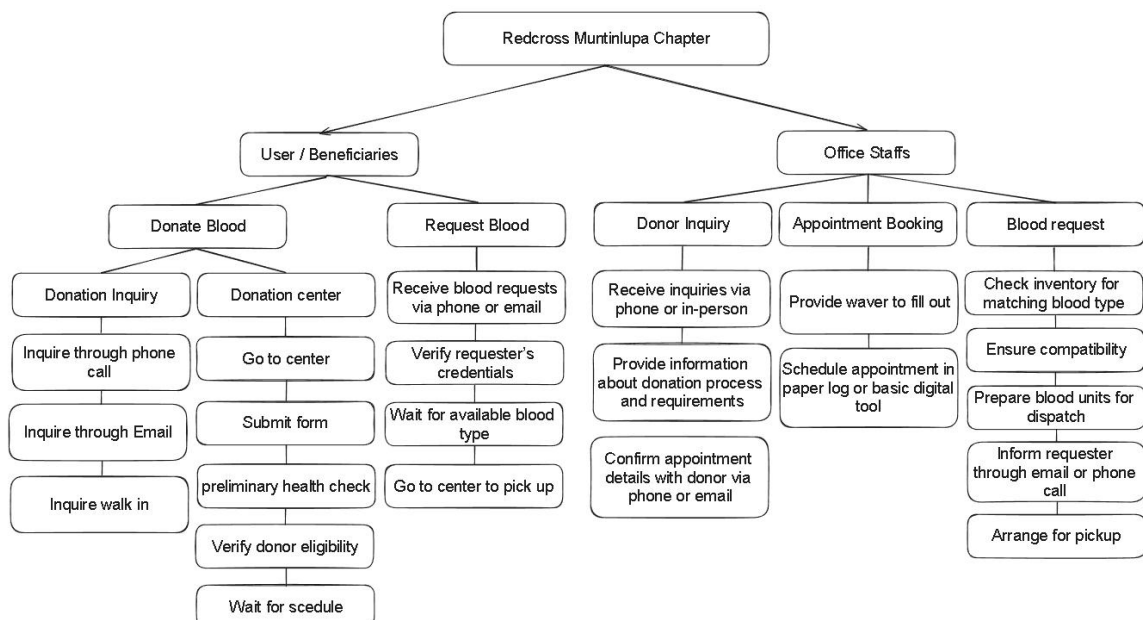 Redcross Muntinlupa Chapter
User / Beneficiaries
Office Staffs
Donate Blood
Request Blood
Donor Inquiry
Appointment Booking
Blood request
Donation Inquiry
Donation center
Receive blood requests
via phone or email
Receive inquiries via
phone or in-person
Provide waver to fill out
Check inventory for
matching blood type
Inquire through phone
call
Go to center
Verify requester's
credentials
Provide information
about donation process
and requirements
Schedule appointment in
paper log or basic digital
tool
Ensure compatibility
Inquire through Email
Submit form
Wait for available blood
type
Prepare blood units for
dispatch
Inquire walk in
preliminary health check
Go to center to pick up
Confirm appointment
details with donor via
phone or email
Inform requester
through email or phone
call
Verify donor eligibility
Arrange for pickup
Wait for scedule